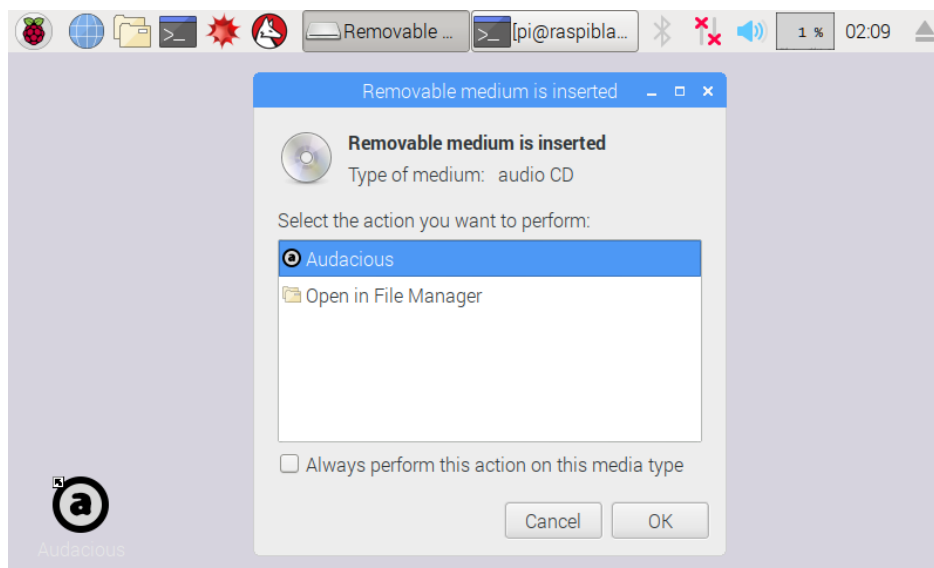 Removable ... [pi@raspibla... 1 % 02:09
Removable medium is inserted
Removable medium is inserted
Type of medium: audio CD
Select the action you want to perform:
Audacious
Open in File Manager
Always perform this action on this media type
Cancel OK
Audacious